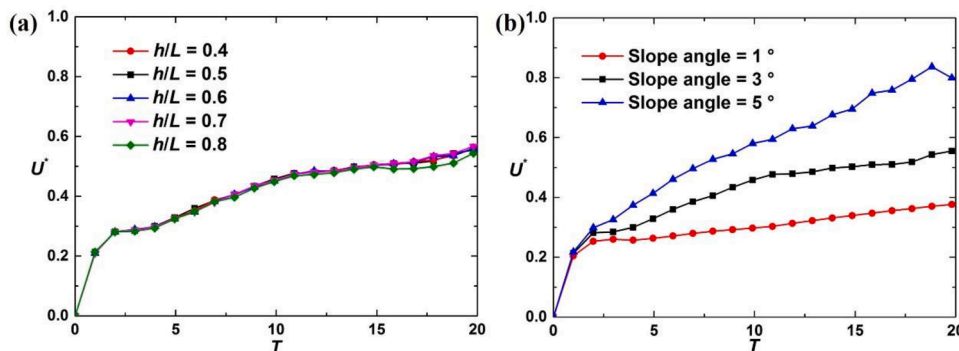 (a)
1.0
0.8
0.6
0.4
0.2
0.0
U*
h/L = 0.4
h/L = 0.5
h/L = 0.6
h/L = 0.7
h/L = 0.8
0 5 10 15 20
T
(b)
1.0
0.8
0.6
0.4
0.2
0.0
U*
Slope angle = 1 °
Slope angle = 3 °
Slope angle = 5 °
0 5 10 15 20
T